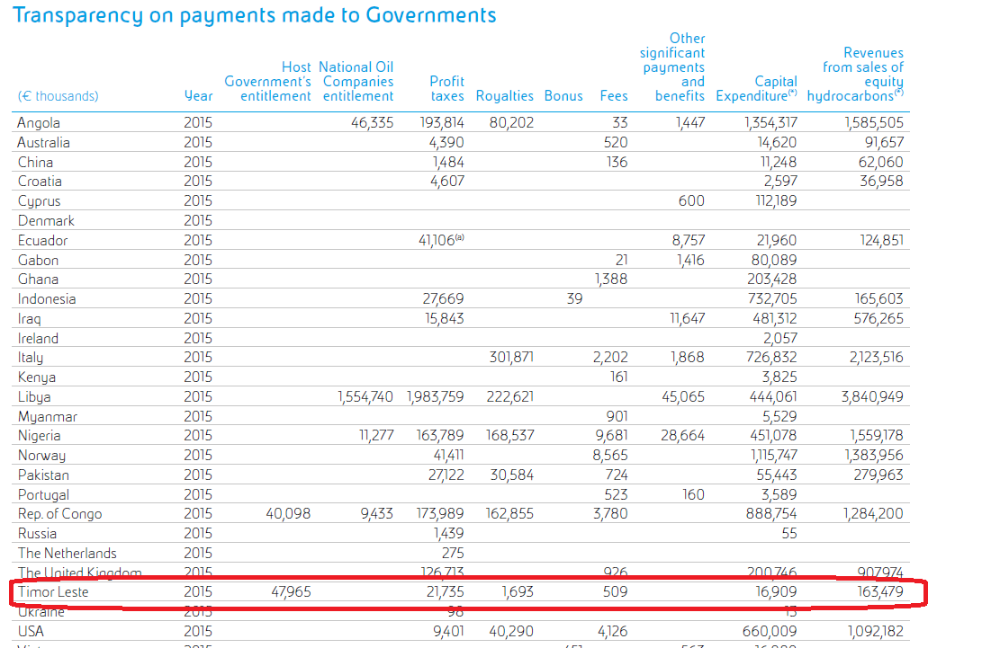 Transparency on payments made to Governments
(€ thousands) Year Host Government's entitlement National Oil Companies entitlement Profit taxes Royalties Bonus Fees Other significant payments and benefits Capital Expenditure(*) Revenues from sales of equity hydrocarbons(*)
Angola 2015 46,335 193,814 80,202 33 1,447 1,354,317 1,585,505
Australia 2015 4,390 520 14,620 91,657
China 2015 1,484 136 11,248 62,060
Croatia 2015 4,607 2,597 36,958
Cyprus 2015 600 112,189
Denmark 2015
Ecuador 2015 41,106(a) 8,757 21,960 124,851
Gabon 2015 21 1,416 80,089
Ghana 2015 1,388 203,428
Indonesia 2015 27,669 39 732,705 165,603
Iraq 2015 15,843 11,647 481,312 576,265
Ireland 2015 2,057
Italy 2015 301,871 2,202 1,868 726,832 2,123,516
Kenya 2015 161 3,825
Libya 2015 1,554,740 1,983,759 222,621 45,065 444,061 3,840,949
Myanmar 2015 901 5,529
Nigeria 2015 11,277 163,789 168,537 9,681 28,664 451,078 1,559,178
Norway 2015 41,411 8,565 1,115,747 1,383,956
Pakistan 2015 27,122 30,584 724 55,443 279,963
Portugal 2015 523 160 3,589
Rep. of Congo 2015 40,098 9,433 173,989 162,855 3,780 888,754 1,284,200
Russia 2015 1,439 55
The Netherlands 2015 275
The United Kingdom 2015 126,713 926 200,746 907,974
Timor Leste 2015 47,965 21,735 1,693 509 16,909 163,479
Ukraine 2015 98 13
USA 2015 9,401 40,290 4,126 660,009 1,092,182